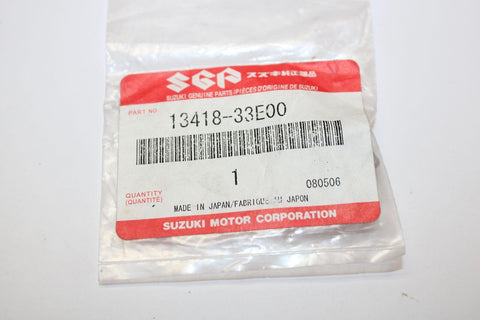 SGP スズキ純正部品
SUZUKI GENUINE PARTS/PIÈCES D'ORIGINE DE SUZUKI
PART NO. 13418-33E00
1
QUANTITY
(QUANTITÉ)
080506
MADE IN JAPAN/FABRIQUÉ IN JAPON
SUZUKI MOTOR CORPORATION